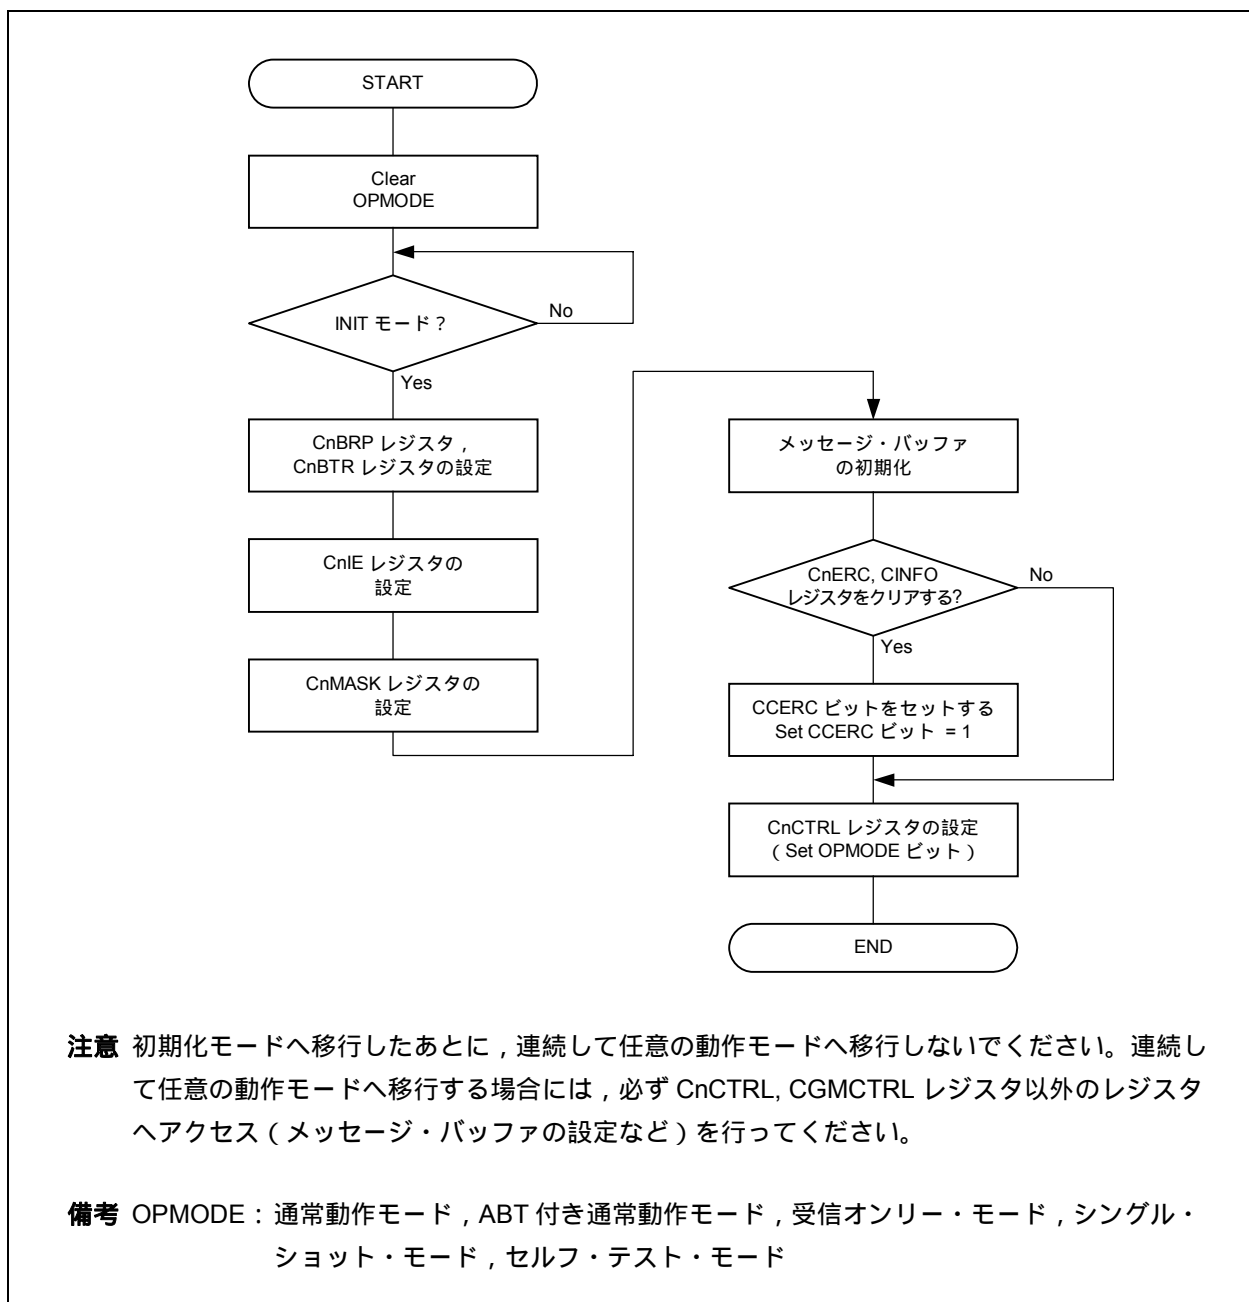 START
Clear
OPMODE
INIT モード？
No
Yes
CnBRP レジスタ，
CnBTR レジスタの設定
CnIE レジスタの
設定
CnMASK レジスタの
設定
メッセージ・バッファ
の初期化
CnERC, CINFO
レジスタをクリアする?
No
Yes
CCERC ビットをセットする
Set CCERC ビット = 1
CnCTRL レジスタの設定
（Set OPMODE ビット）
END
注意 初期化モードへ移行したあとに，連続して任意の動作モードへ移行しないでください。連続し
て任意の動作モードへ移行する場合には，必ず CnCTRL, CGMCTRL レジスタ以外のレジスタ
へアクセス（メッセージ・バッファの設定など）を行ってください。
備考 OPMODE：通常動作モード，ABT 付き通常動作モード，受信オンリー・モード，シングル・
ショット・モード，セルフ・テスト・モード